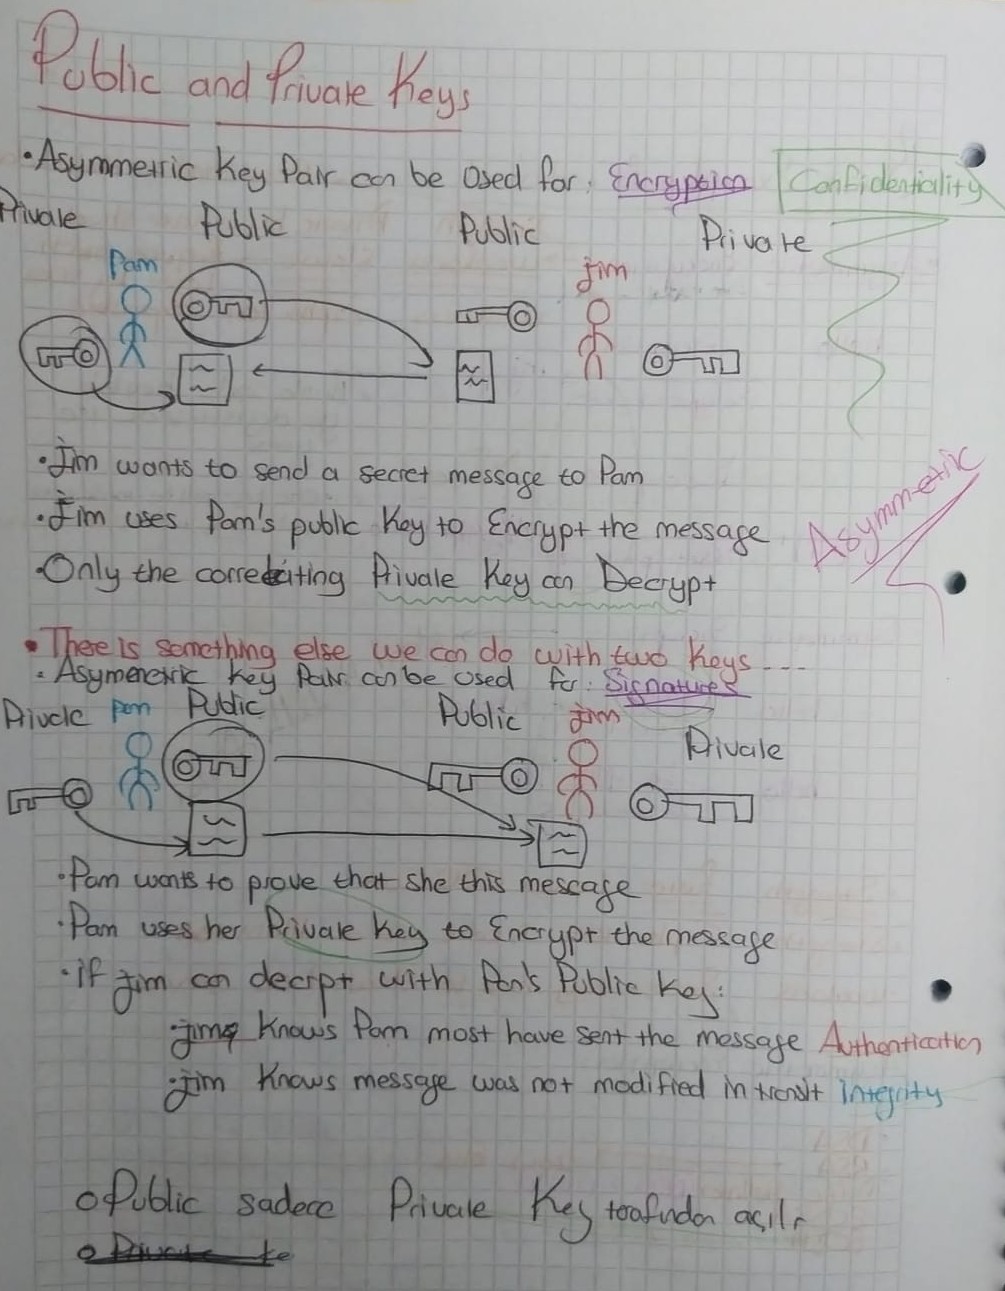 Public and Private Keys
• Asymmetric Key Pair can be Used for: Encryption Confidentiality
Private Public Public Private
Pam Jim
• Jim wants to send a secret message to Pam
• Jim uses Pam's public Key to Encrypt the message
Asymmetric
• Only the Private Key can Decrypt
• There is something else we can do with two Keys ---
• Asymmetric Key Pair can be used for: Signatures
Private Pam Public Public Jim Private
• Pam wants to prove that she this message
• Pam uses her Private Key to Encrypt the message
• if Jim can decrpt with Pam's Public Key:
• Jim Knows Pam most have sent the message Authentication
• Jim Knows message was not modified in transit integrity
o Public sadece Private Key tarafından açılır